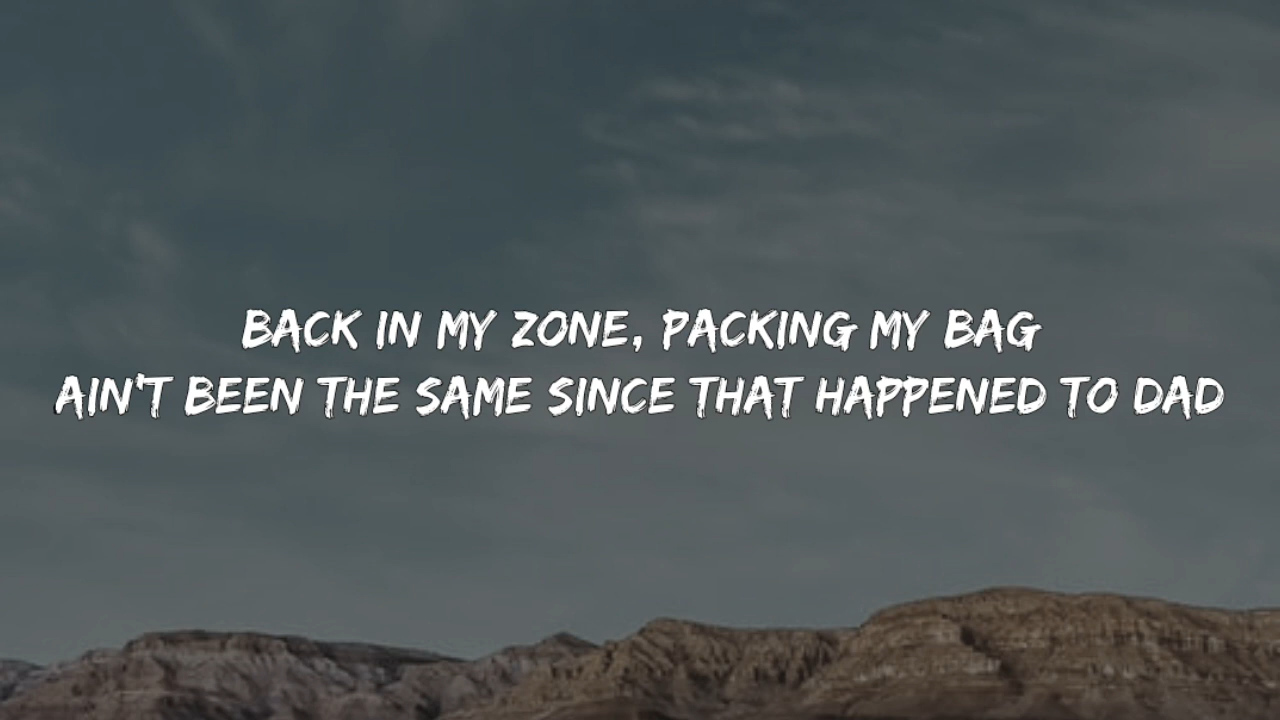 BACK IN MY ZONE, PACKING MY BAG
AIN'T BEEN THE SAME SINCE THAT HAPPENED TO DAD